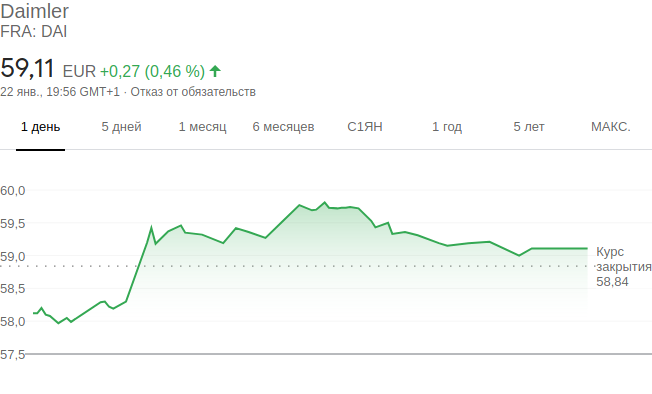 Daimler
FRA: DAI
59,11 EUR +0,27 (0,46 %)
22 янв., 19:56 GMT+1 · Отказ от обязательств
1 день 5 дней 1 месяц 6 месяцев С1ЯН 1 год 5 лет МАКС.
60,0
59,5
59,0
58,5
58,0
57,5
Курс
закрытия
58,84